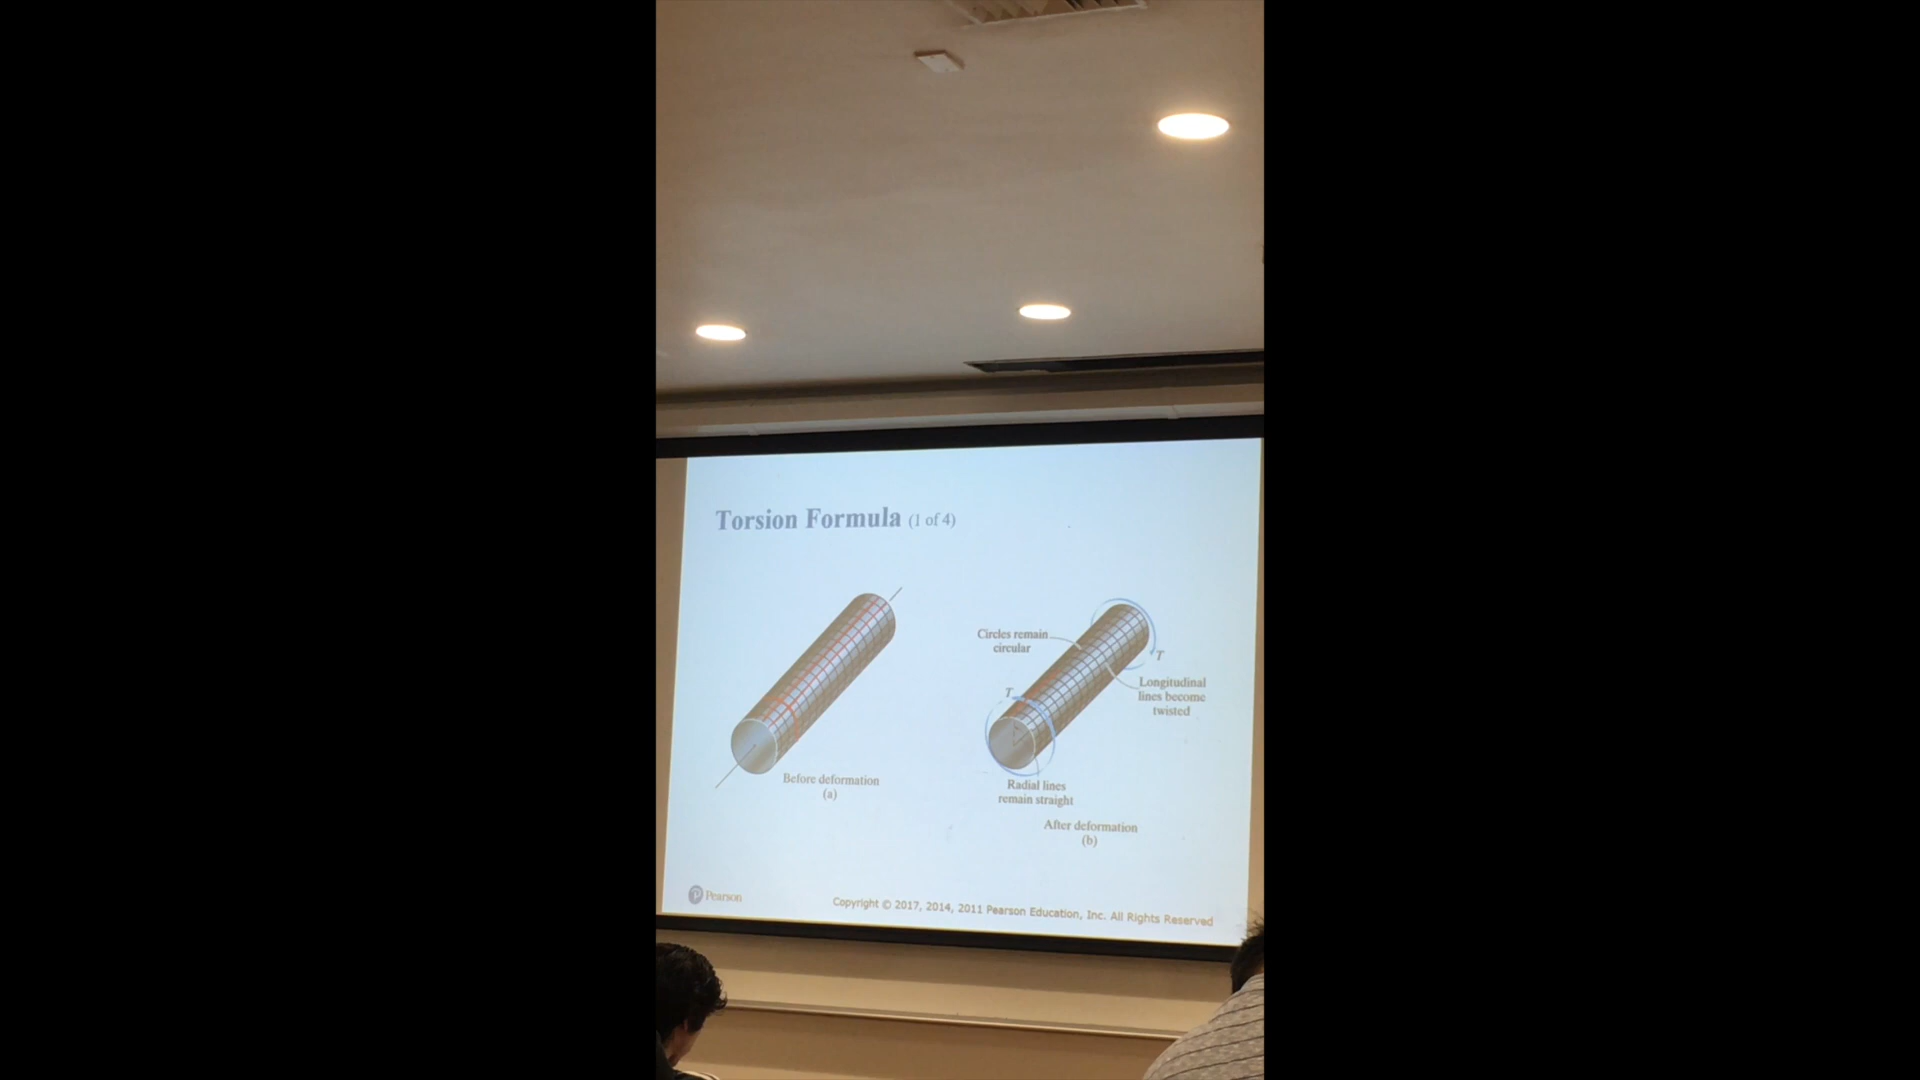 Torsion Formula (1 of 4)
Circles remain
circular
T
T
Longitudinal
lines become
twisted
Before deformation
(a)
Radial lines
remain straight
After deformation
(b)
P Pearson
Copyright © 2017, 2014, 2011 Pearson Education, Inc. All Rights Reserved